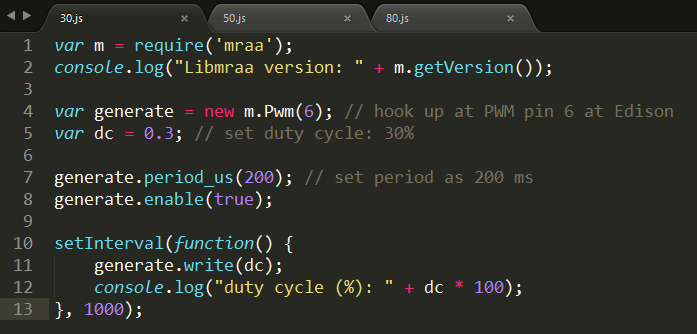 30.js × 50.js × 80.js ×
1 var m = require('mraa');
2 console.log("Libmraa version: " + m.getVersion());
3
4 var generate = new m.Pwm(6); // hook up at PWM pin 6 at Edison
5 var dc = 0.3; // set duty cycle: 30%
6
7 generate.period_us(200); // set period as 200 ms
8 generate.enable(true);
9
10 setInterval(function() {
11     generate.write(dc);
12     console.log("duty cycle (%): " + dc * 100);
13 }, 1000);